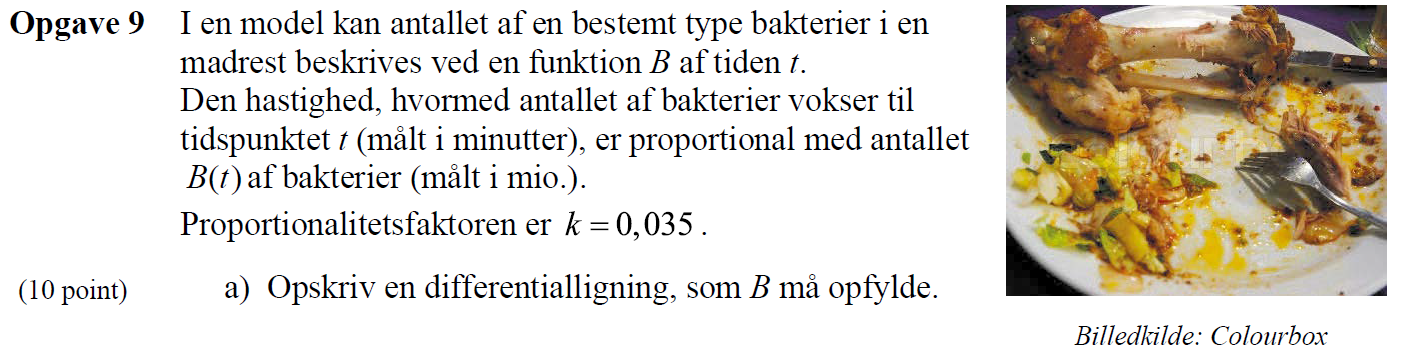 Opgave 9 I en model kan antallet af en bestemt type bakterier i en
madrest beskrives ved en funktion B af tiden t.
Den hastighed, hvormed antallet af bakterier vokser til
tidspunktet t (målt i minutter), er proportional med antallet
B(t) af bakterier (målt i mio.).
Proportionalitetsfaktoren er k = 0,035 .
(10 point) a) Opskriv en differentialligning, som B må opfylde.
Billedkilde: Colourbox